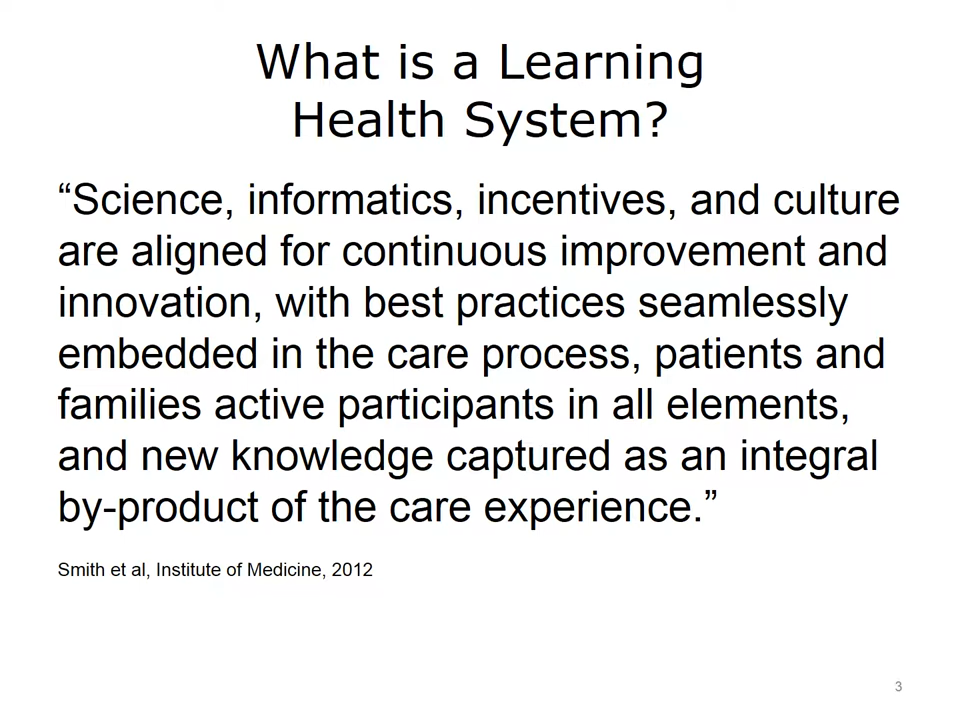 What is a Learning
Health System?
“Science, informatics, incentives, and culture
are aligned for continuous improvement and
innovation, with best practices seamlessly
embedded in the care process, patients and
families active participants in all elements,
and new knowledge captured as an integral
by-product of the care experience.”
Smith et al, Institute of Medicine, 2012
3